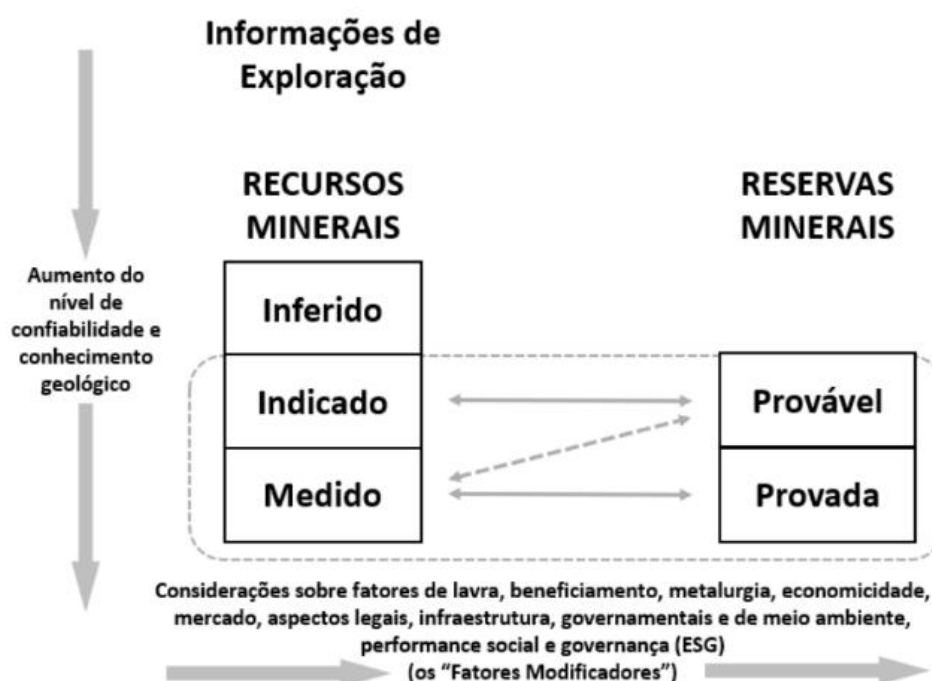 Informações de
Exploração
RECURSOS
MINERAIS
RESERVAS
MINERAIS
Aumento do
nível de
confiabilidade e
conhecimento
geológico
Inferido
Indicado
Medido
Provável
Provada
Considerações sobre fatores de lavra, beneficiamento, metalurgia, economicidade,
mercado, aspectos legais, infraestrutura, governamentais e de meio ambiente,
performance social e governança (ESG)
(os “Fatores Modificadores”)